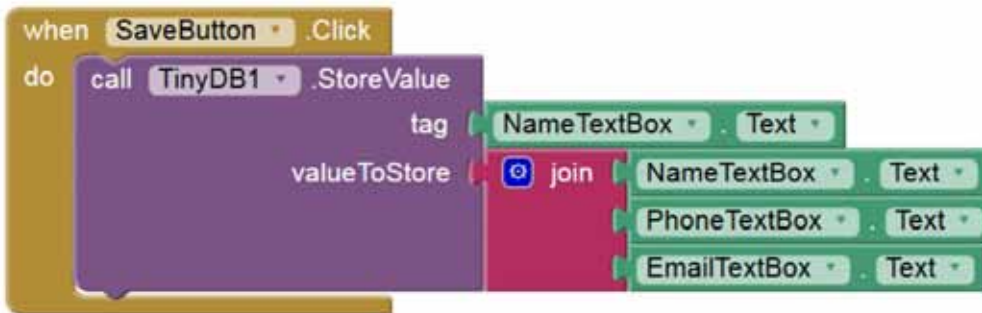 when SaveButton .Click
do call TinyDB1 .StoreValue
tag NameTextBox . Text
valueToStore join NameTextBox . Text
PhoneTextBox . Text
EmailTextBox . Text